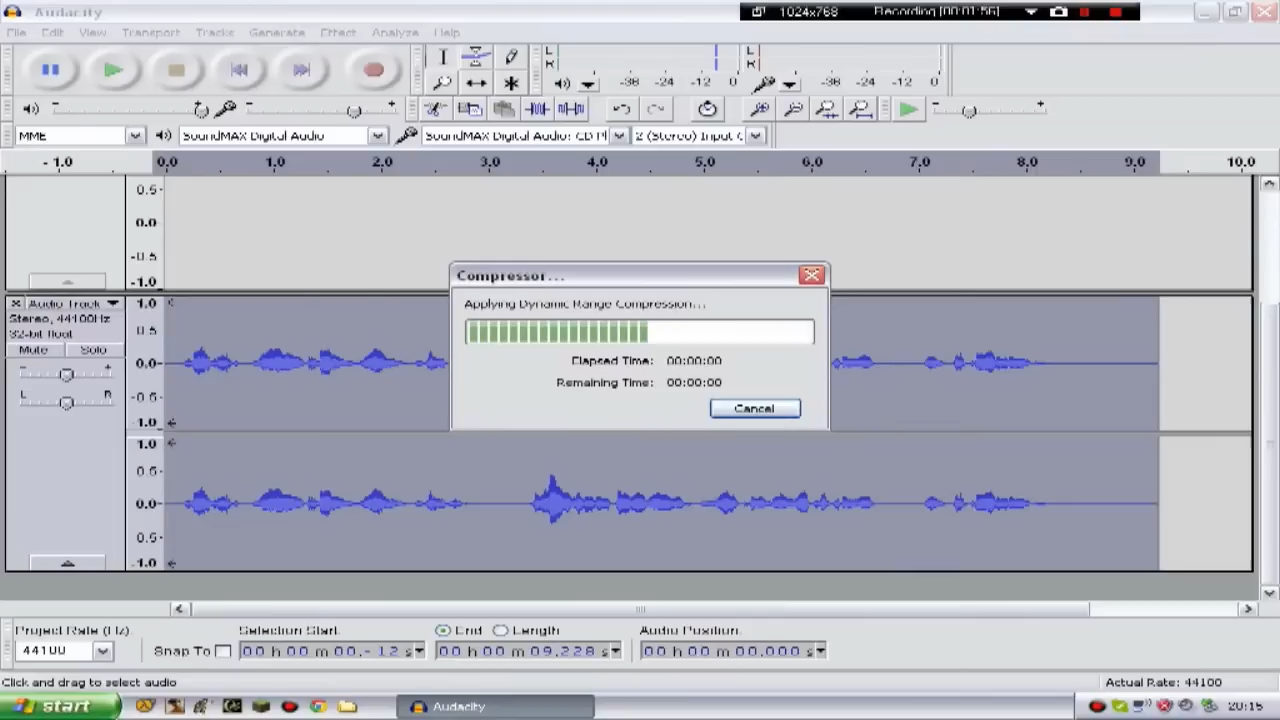 Audacity
1024x768 Recording [00:01:56]
File Edit View Transport Tracks Generate Effect Analyze Help
L
R
-36 -24 -12 0
L
R
-36 -24 -12 0
MME SoundMAX Digital Audio SoundMAX Digital Audio: CD Pl 2 (Stereo) Input C
- 1.0 0.0 1.0 2.0 3.0 4.0 5.0 6.0 7.0 8.0 9.0 10.0
0.5-
0.0
-0.5
-1.0
Compressor...
Applying Dynamic Range Compression...
Elapsed Time: 00:00:00
Remaining Time: 00:00:00
Cancel
Audio Track
Stereo, 44100Hz
32-bit float
Mute Solo
- +
L R
1.0
0.5-
0.0-
-0.5
-1.0
1.0
0.5-
0.0-
0.5-
-1.0
Project Rate (Hz) Selection Start: End Length Audio Position:
44100 Snap To 00 h 00 m 00.-12 s 00 h 00 m 09.228 s 00 h 00 m 00.000 s
Click and drag to select audio Actual Rate: 44100
start Audacity 20:15